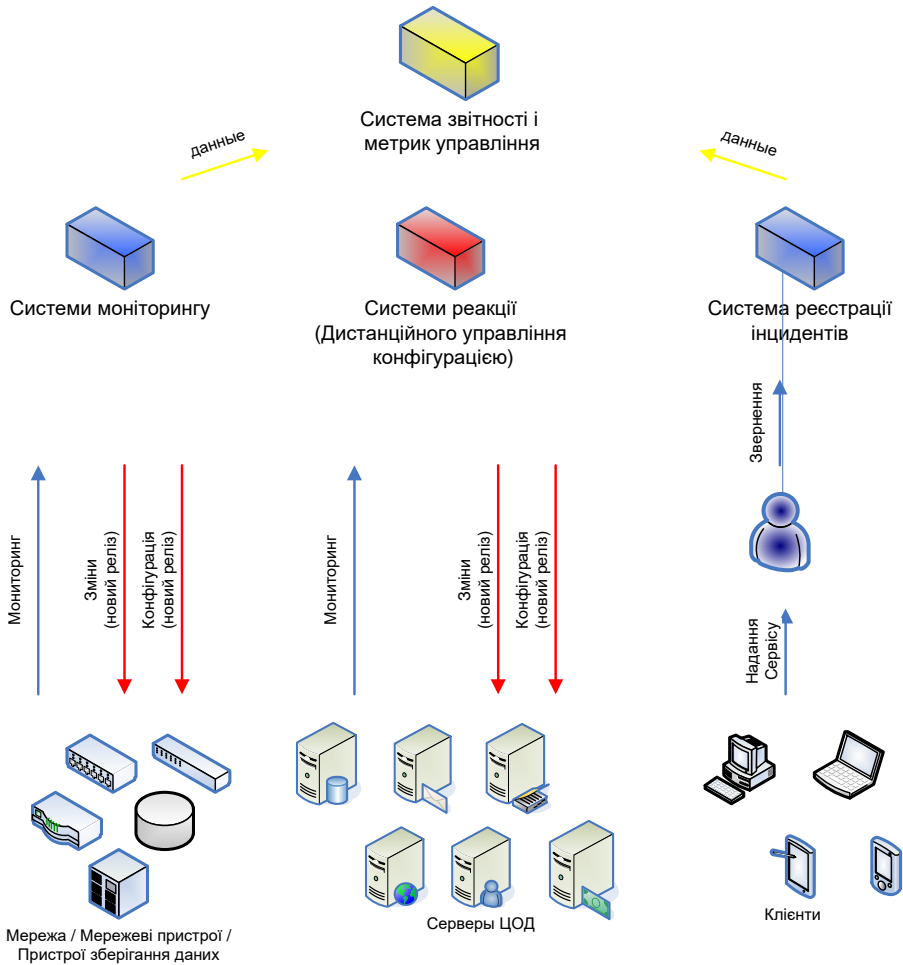 Система звітності і
метрик управління
данные
данные
Системи моніторингу
Системи реакції
(Дистанційного управління
конфігурацією)
Система реєстрації
інцидентів
Звернення
Мониторинг
Зміни
(новий реліз)
Конфігурація
(новий реліз)
Мониторинг
Зміни
(новий реліз)
Конфігурація
(новий реліз)
Надання
Сервісу
Мережа / Мережеві пристрої /
Пристрої зберігання даних
Серверы ЦОД
Клієнти